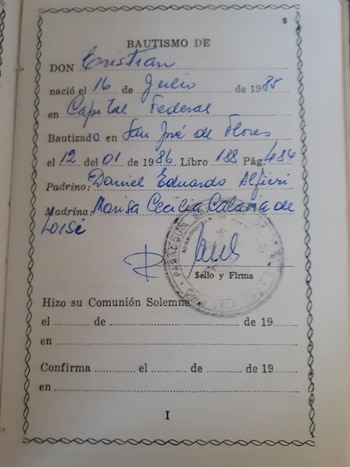 9
BAUTISMO DE
DON Cristian
nació el 16 de Julio de 1985
en Capital Federal
Bautizado en San José de Flores
el 12 del 01 de 1986 Libro 188 Pág. 484
Padrino: Daniel Eduardo Alfieri
Madrina: Marisa Cecilia de
Sello y Firma
Hizo su Comunión Solemne
el ............ de ............ de 19 ........
en ............
Confirma ............ el ........ de ........ de 19 ........
en ............
I